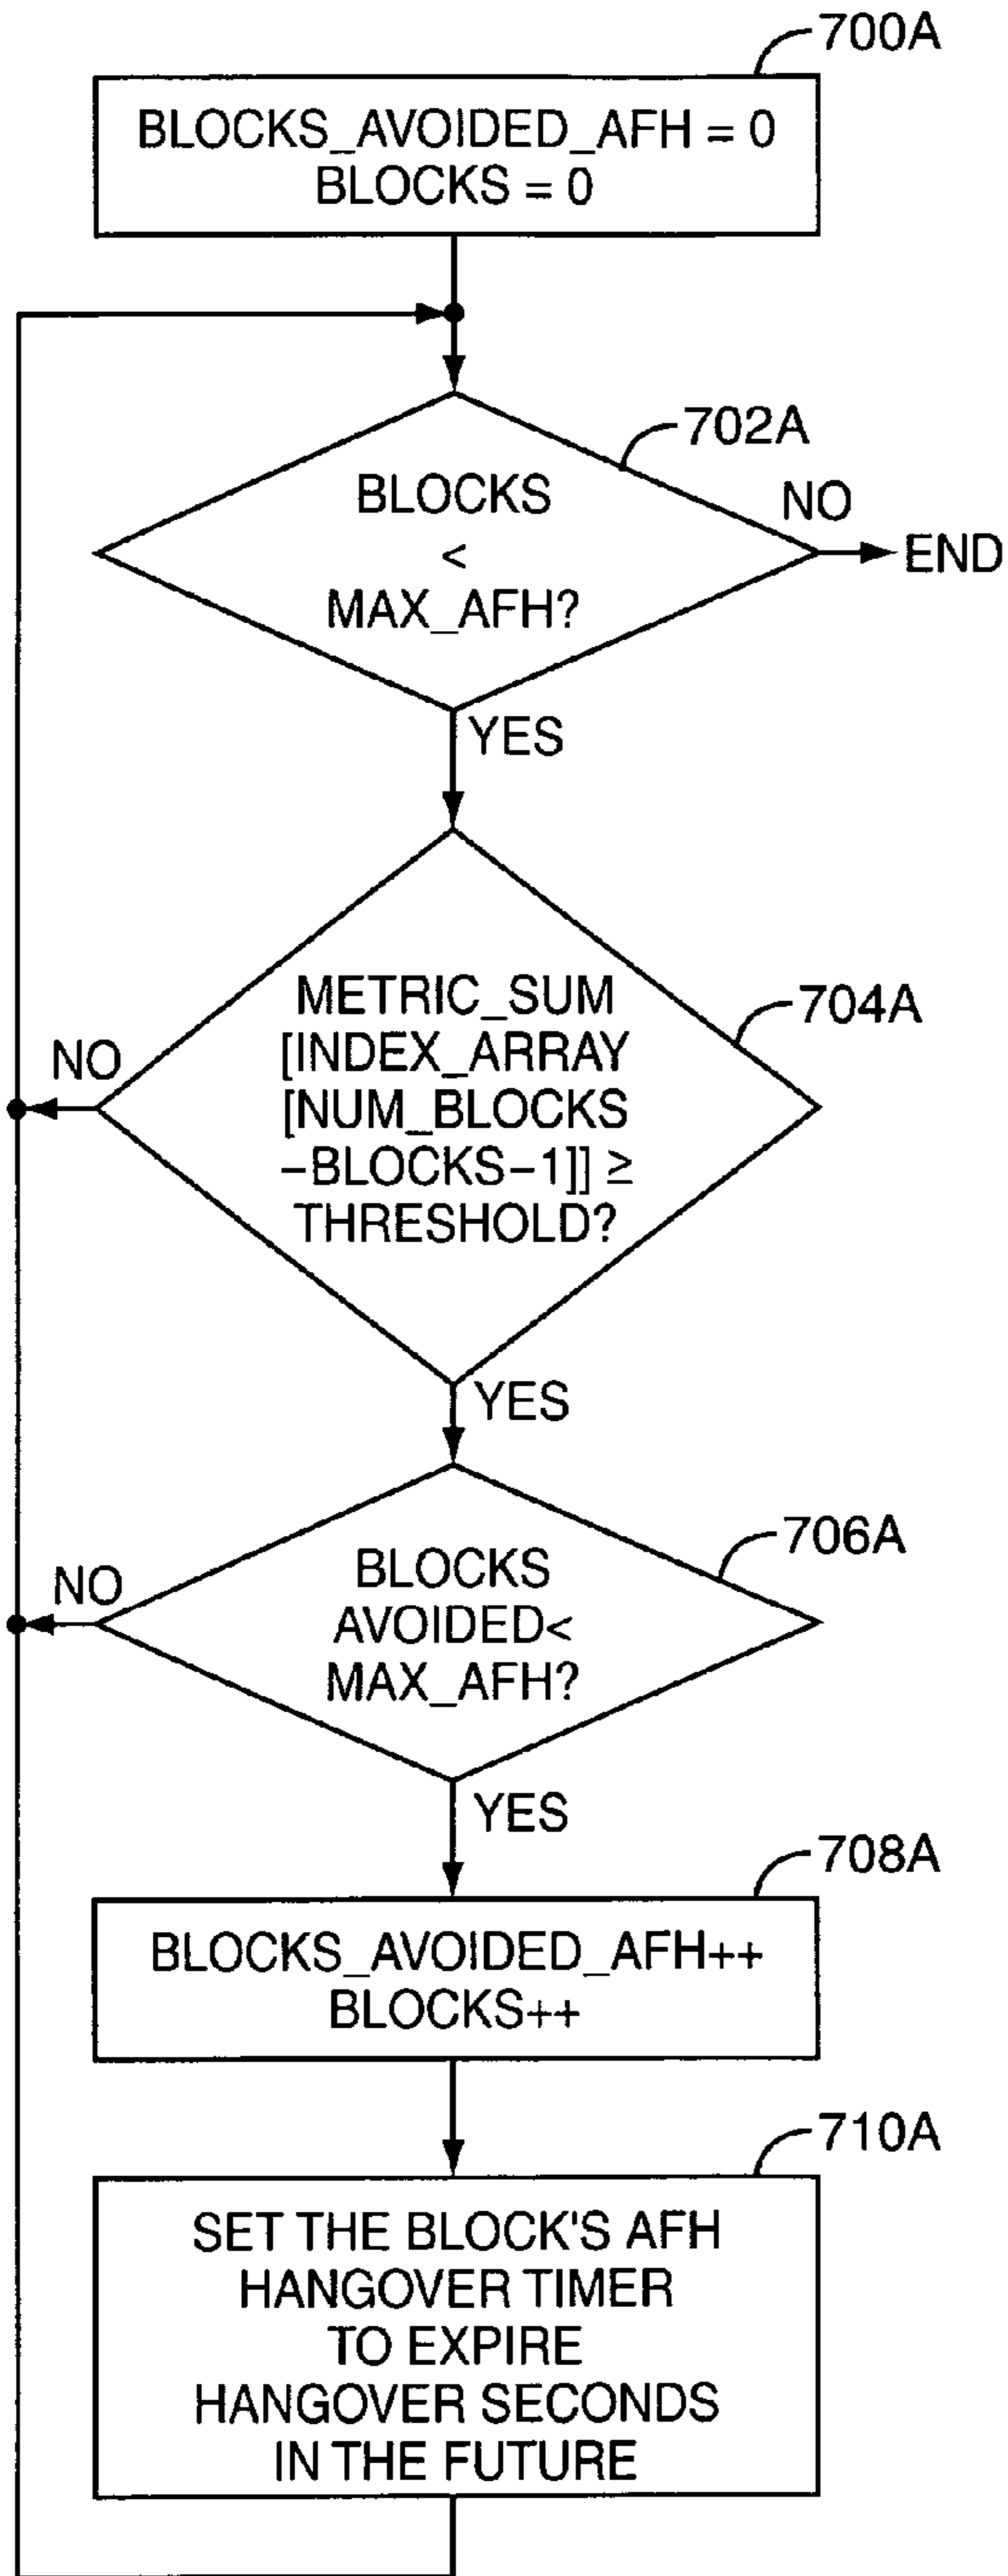 700A
BLOCKS_AVOIDED_AFH = 0
BLOCKS = 0
702A
BLOCKS
<
MAX_AFH?
NO
END
YES
704A
METRIC_SUM
[INDEX_ARRAY
[NUM_BLOCKS
−BLOCKS−1]] ≥
THRESHOLD?
NO
YES
706A
BLOCKS
AVOIDED<
MAX_AFH?
NO
YES
708A
BLOCKS_AVOIDED_AFH++
BLOCKS++
710A
SET THE BLOCK'S AFH
HANGOVER TIMER
TO EXPIRE
HANGOVER SECONDS
IN THE FUTURE